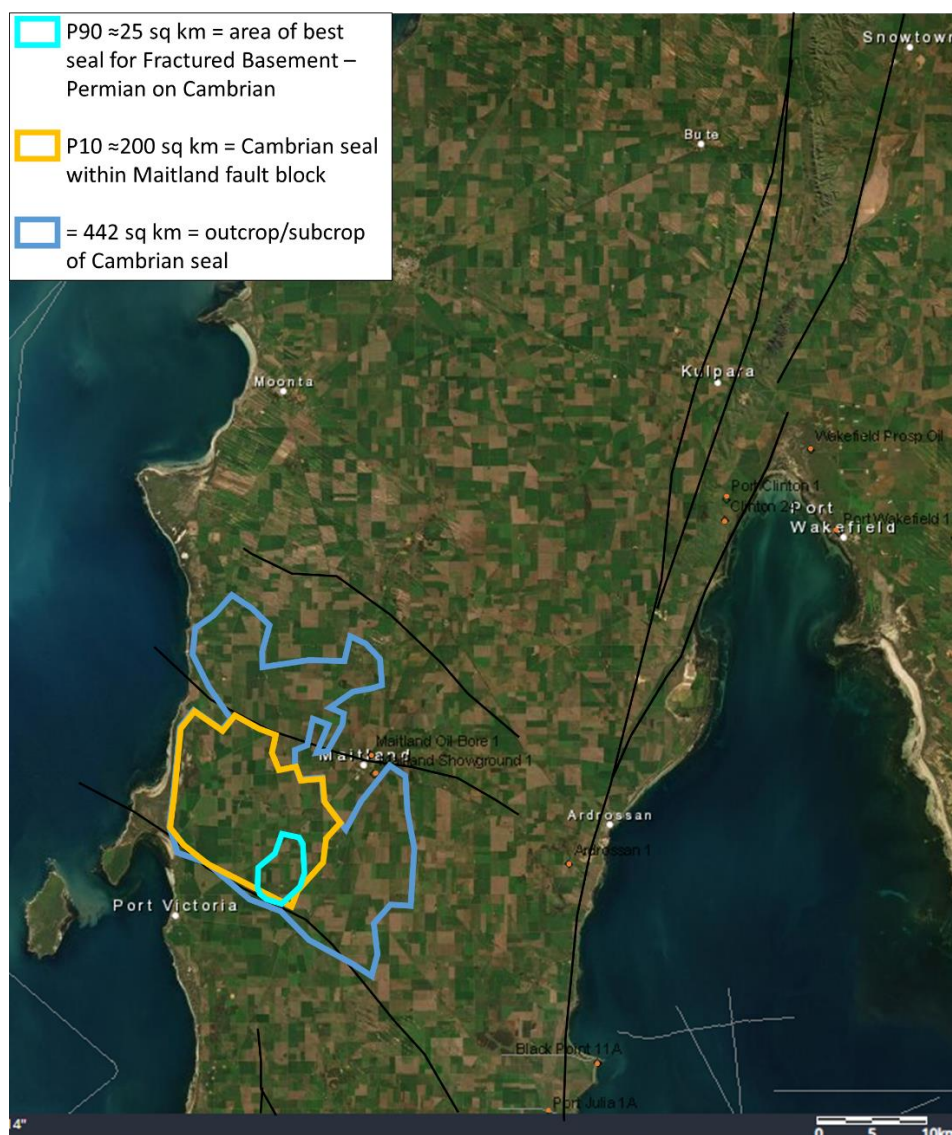 P90 ≈25 sq km = area of best
seal for Fractured Basement –
Permian on Cambrian
P10 ≈200 sq km = Cambrian seal
within Maitland fault block
= 442 sq km = outcrop/subcrop
of Cambrian seal
Snowtown
Bute
Kulpara
Moonta
Wakefield Prosp Oil
Port Clinton 1
Port
Port Wakefield 1
Wakefield
Maitland Oil Bore 1
Maitland
Showground 1
Ardrossan
Ardrossan 1
Port Victoria
Black Point 11A
Port Julia 1A
14"
0 5 10km